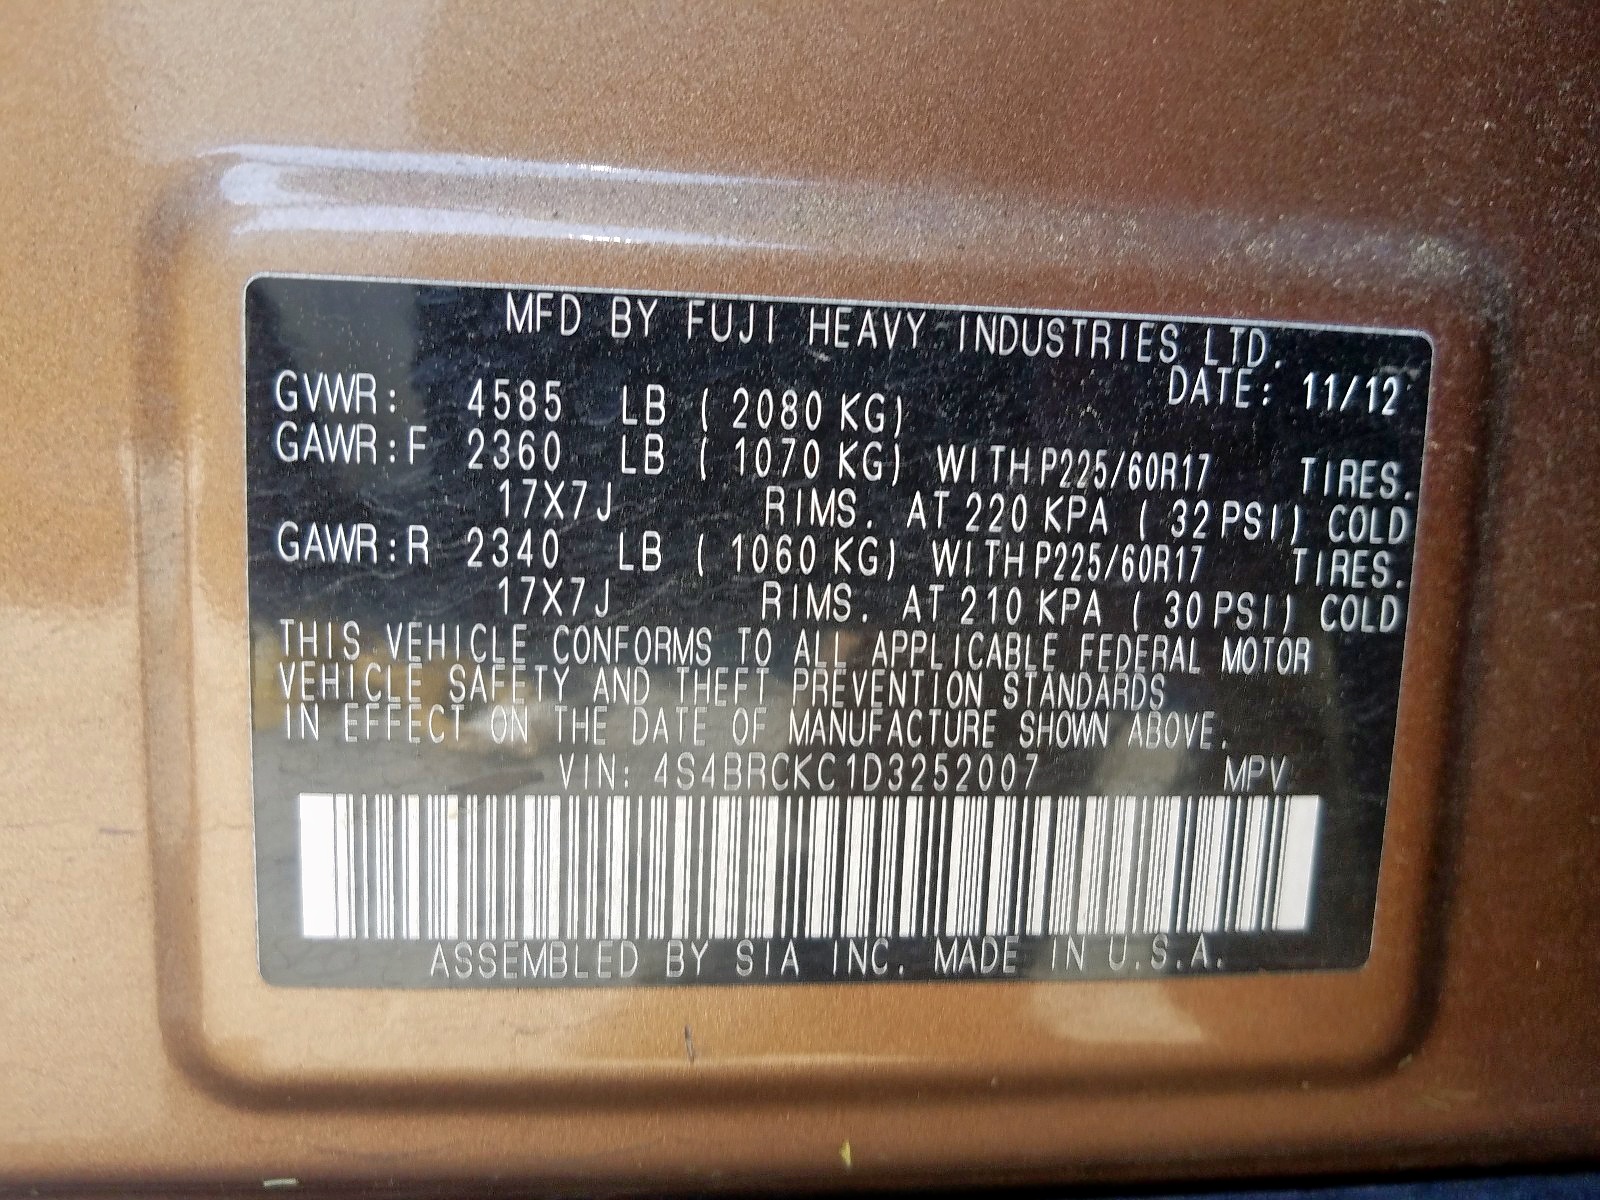 MFD BY FUJI HEAVY INDUSTRIES LTD.
DATE: 11/12
GVWR: 4585 LB (2080 KG)
GAWR:F 2360 LB (1070 KG) WITH P225/60R17 TIRES.
17X7J RIMS. AT 220 KPA (32 PSI) COLD
GAWR:R 2340 LB (1060 KG) WITH P225/60R17 TIRES.
17X7J RIMS. AT 210 KPA (30 PSI) COLD
THIS VEHICLE CONFORMS TO ALL APPLICABLE FEDERAL MOTOR
VEHICLE SAFETY AND THEFT PREVENTION STANDARDS
IN EFFECT ON THE DATE OF MANUFACTURE SHOWN ABOVE.
VIN: 4S4BRCKC1D3252007 MPV
ASSEMBLED BY SIA INC. MADE IN U.S.A.